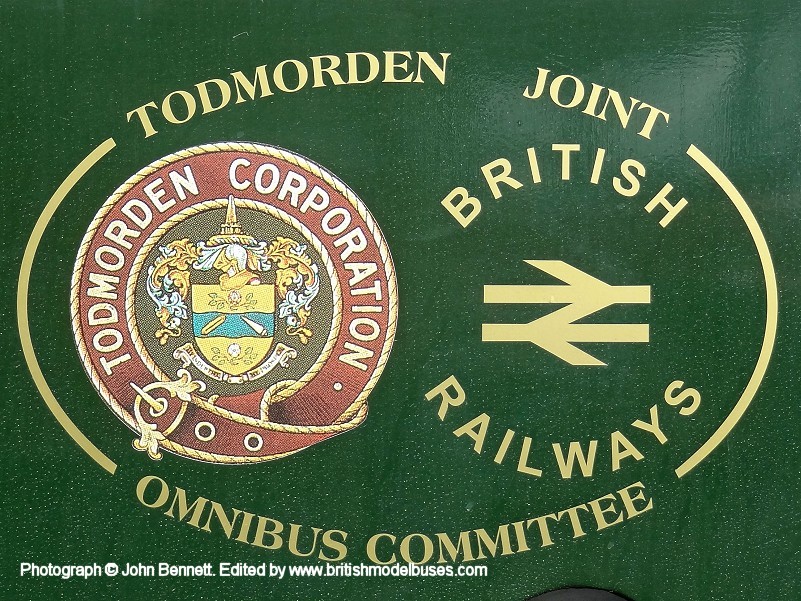 TODMORDEN JOINT
TODMORDEN CORPORATION
BRITISH
RAILWAYS
OMNIBUS COMMITTEE
Photograph © John Bennett. Edited by www.britishmodelbuses.com